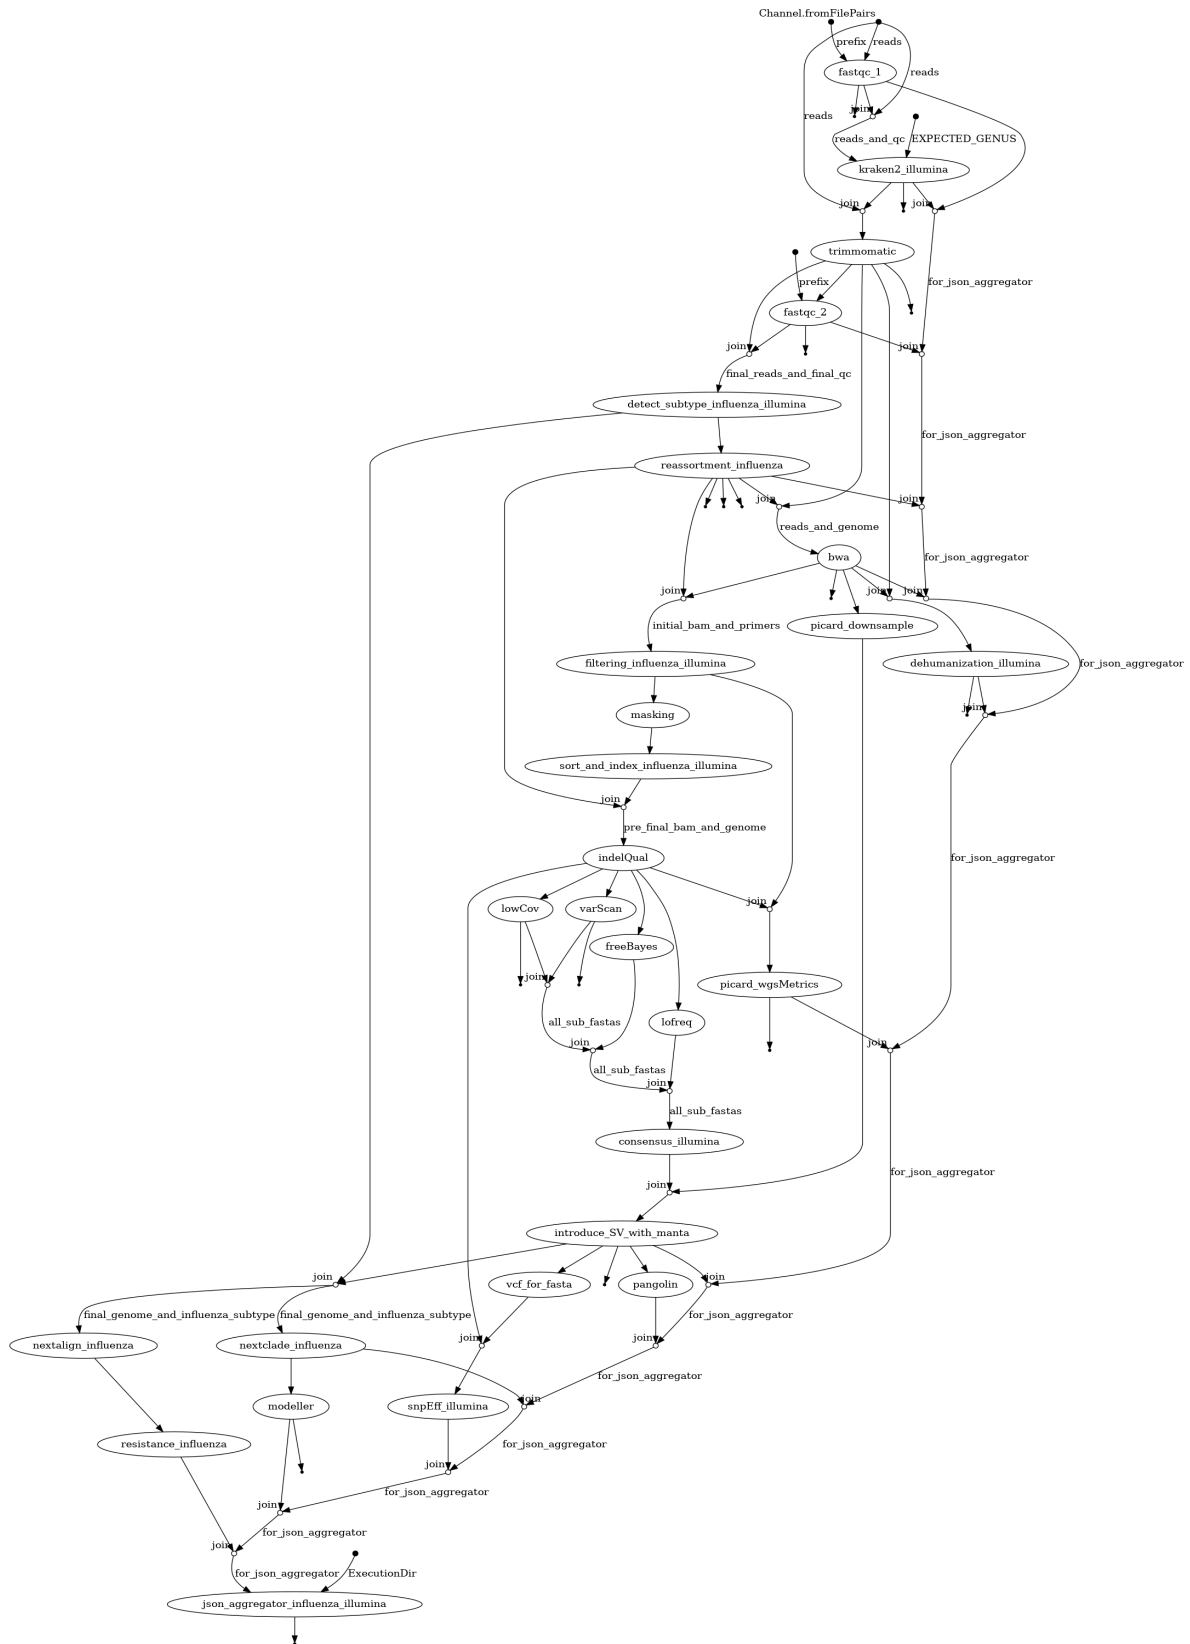 Channel.fromFilePairs
prefix
reads
fastqc_1
reads
join
reads
reads_and_qc
EXPECTED_GENUS
kraken2_illumina
join
join
trimmomatic
prefix
for_json_aggregator
fastqc_2
join
join
final_reads_and_final_qc
detect_subtype_influenza_illumina
for_json_aggregator
reassortment_influenza
join
join
reads_and_genome
bwa
for_json_aggregator
join
join
join
initial_bam_and_primers
picard_downsample
filtering_influenza_illumina
dehumanization_illumina
for_json_aggregator
masking
join
sort_and_index_influenza_illumina
join
pre_final_bam_and_genome
indelQual
for_json_aggregator
lowCov
varScan
join
freeBayes
join
picard_wgsMetrics
all_sub_fastas
lofreq
join
join
all_sub_fastas
join
all_sub_fastas
consensus_illumina
for_json_aggregator
join
introduce_SV_with_manta
join
vcf_for_fasta
pangolin
join
final_genome_and_influenza_subtype
final_genome_and_influenza_subtype
for_json_aggregator
nextalign_influenza
nextclade_influenza
join
join
for_json_aggregator
modeller
snpEff_illumina
join
resistance_influenza
for_json_aggregator
join
for_json_aggregator
join
for_json_aggregator
join
for_json_aggregator
ExecutionDir
json_aggregator_influenza_illumina